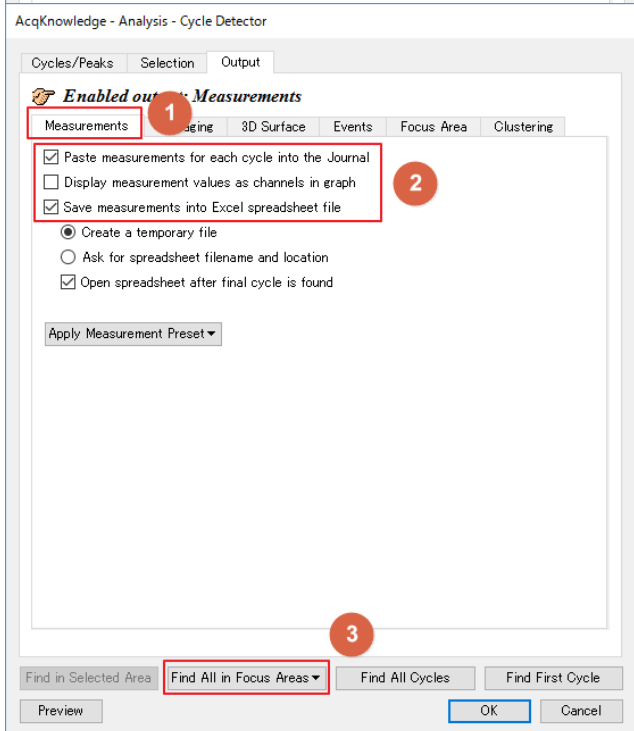 AcqKnowledge - Analysis - Cycle Detector
Cycles/Peaks Selection Output
Enabled output: Measurements
1
Measurements aging 3D Surface Events Focus Area Clustering
Paste measurements for each cycle into the Journal
Display measurement values as channels in graph
2
Save measurements into Excel spreadsheet file
Create a temporary file
Ask for spreadsheet filename and location
Open spreadsheet after final cycle is found
Apply Measurement Preset
3
Find in Selected Area Find All in Focus Areas Find All Cycles Find First Cycle
Preview OK Cancel